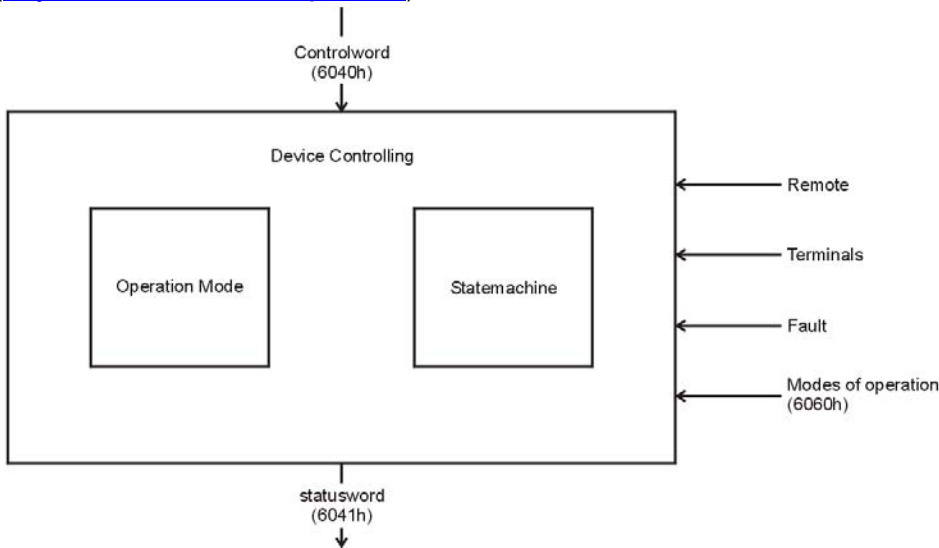 Controlword
(6040h)
Device Controlling
Remote
Operation Mode
Statemachine
Terminals
Fault
Modes of operation
(6060h)
statusword
(6041h)